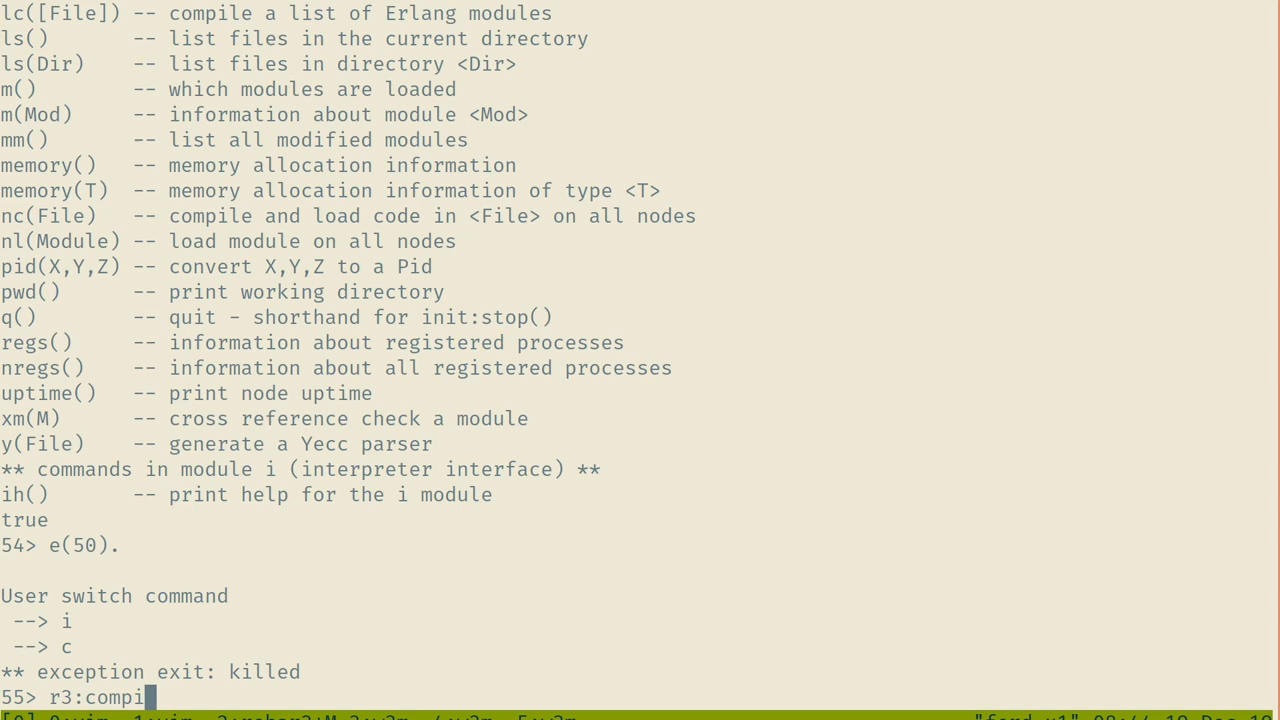 lc([File]) -- compile a list of Erlang modules
ls()       -- list files in the current directory
ls(Dir)    -- list files in directory <Dir>
m()        -- which modules are loaded
m(Mod)     -- information about module <Mod>
mm()       -- list all modified modules
memory()   -- memory allocation information
memory(T)  -- memory allocation information of type <T>
nc(File)   -- compile and load code in <File> on all nodes
nl(Module) -- load module on all nodes
pid(X,Y,Z) -- convert X,Y,Z to a Pid
pwd()      -- print working directory
q()        -- quit - shorthand for init:stop()
regs()     -- information about registered processes
nregs()    -- information about all registered processes
uptime()   -- print node uptime
xm(M)      -- cross reference check a module
y(File)    -- generate a Yecc parser
** commands in module i (interpreter interface) **
ih()       -- print help for the i module
true
54> e(50).
User switch command
 --> i
 --> c
** exception exit: killed
55> r3:compi